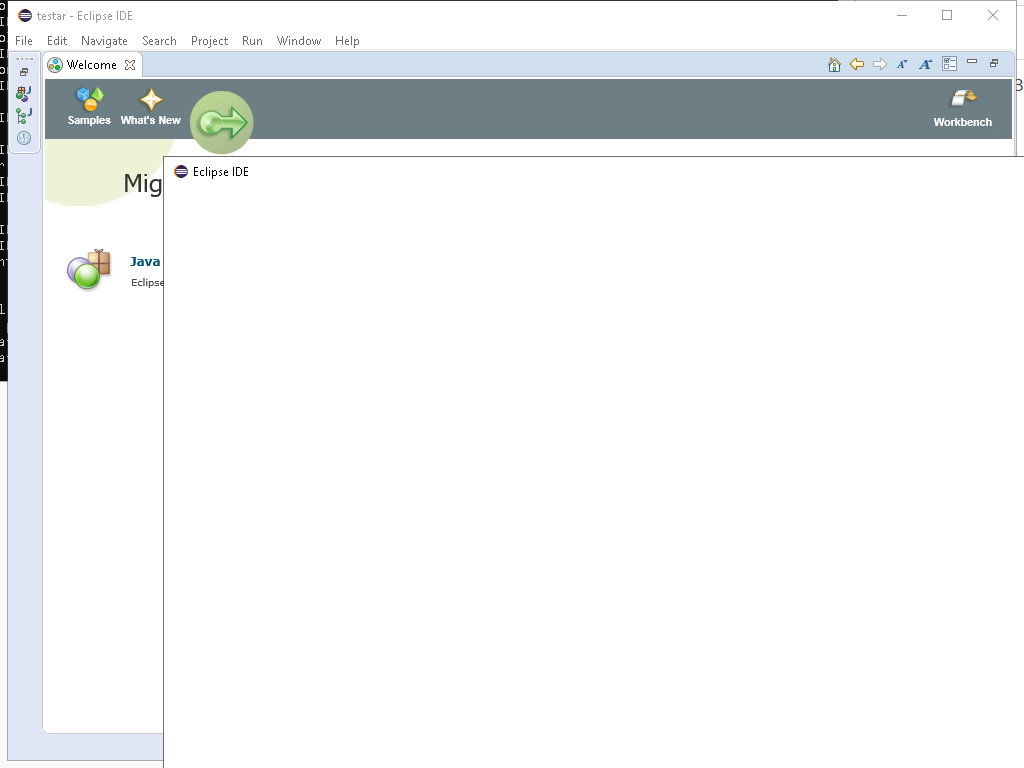 testar - Eclipse IDE
File Edit Navigate Search Project Run Window Help
Welcome
Samples What's New Workbench
Eclipse IDE
Mig
Java
Eclipse